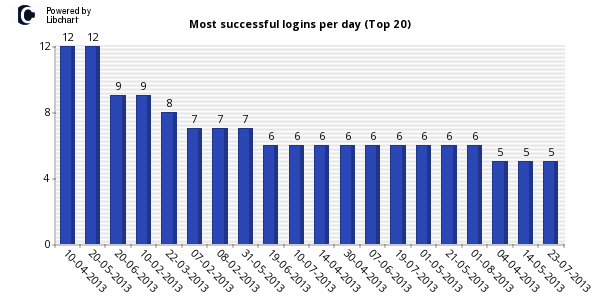 Powered by
Libchart
Most successful logins per day (Top 20)
12 12 9 9 8 7 7 7 6 6 6 6 6 6 6 6 6 5 5 5
12
8
4
0
10-04-2013 20-05-2013 20-06-2013 10-02-2013 22-03-2013 07-02-2013 08-02-2013 31-05-2013 19-06-2013 10-07-2013 14-04-2013 30-04-2013 07-06-2013 19-07-2013 01-05-2013 21-05-2013 01-08-2013 04-04-2013 14-05-2013 23-07-2013